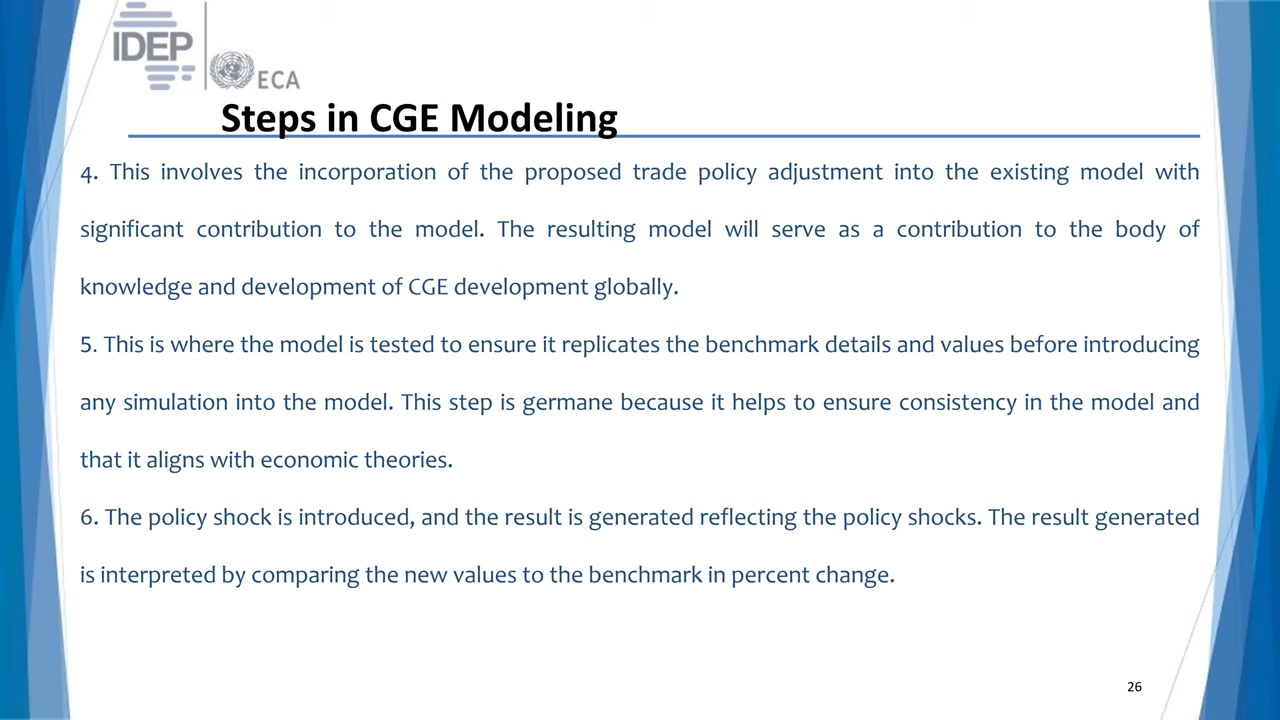 IDEP
ECA
Steps in CGE Modeling
4. This involves the incorporation of the proposed trade policy adjustment into the existing model with
significant contribution to the model. The resulting model will serve as a contribution to the body of
knowledge and development of CGE development globally.
5. This is where the model is tested to ensure it replicates the benchmark details and values before introducing
any simulation into the model. This step is germane because it helps to ensure consistency in the model and
that it aligns with economic theories.
6. The policy shock is introduced, and the result is generated reflecting the policy shocks. The result generated
is interpreted by comparing the new values to the benchmark in percent change.
26